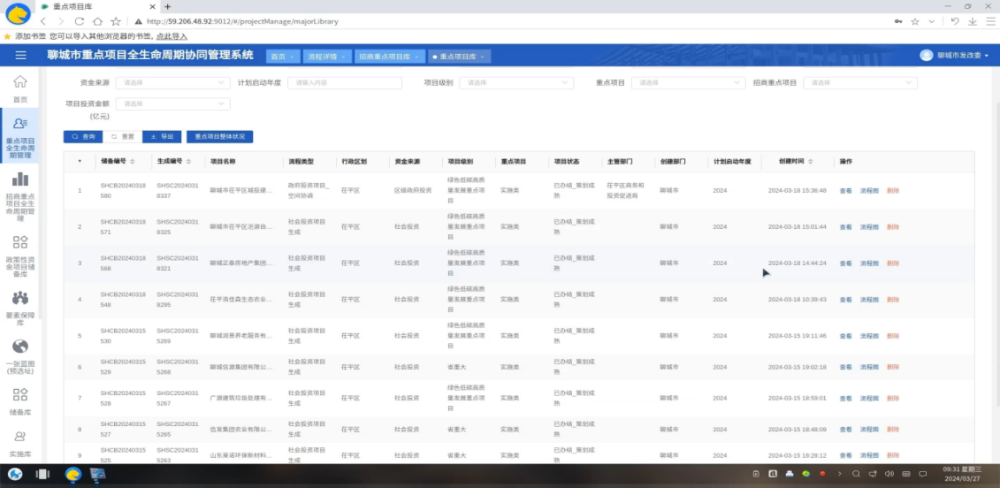 重点项目库
http://59.206.48.92:9012/#/projectManage/majorLibrary
添加书签 您可以导入其他浏览器的书签, 点此导入
聊城市重点项目全生命周期协同管理系统 首页 流程详情 招商重点项目库 重点项目库 聊城市发改委
首页
重点项目
全生命周
期管理
招商重点
项目全生
命周期管
理
政策性资
金项目储
备库
要素保障
库
一张蓝图
(预选址)
储备库
实施库
资金来源 请选择 计划启动年度 请输入内容 项目级别 请选择 重点项目 请选择 招商重点项目 请选择
项目投资金额 请选择
(亿元)
查询 重置 导出 重点项目整体状况
* 储备编号 生成编号 项目名称 流程类型 行政区划 资金来源 项目级别 重点项目 项目状态 主管部门 创建部门 计划启动年度 创建时间 操作
1 SHCB20240318580 SHSC20240318337 聊城市茌平区城投建... 政府投资项目_空间协调 茌平区 区级政府投资 绿色低碳高质量发展重点项目 实施类 已办结_策划成熟 茌平区商务和投资促进局 聊城市 2024 2024-03-18 15:36:48 查看 流程图 删除
2 SHCB20240318571 SHSC20240318325 聊城市茌平区沧源自... 社会投资项目生成 茌平区 社会投资 绿色低碳高质量发展重点项目 实施类 已办结_策划成熟 聊城市 2024 2024-03-18 15:01:44 查看 流程图 删除
3 SHCB20240318568 SHSC20240318321 聊城正泰房地产集团... 社会投资项目生成 茌平区 社会投资 绿色低碳高质量发展重点项目 实施类 已办结_策划成熟 聊城市 2024 2024-03-18 14:44:24 查看 流程图 删除
4 SHCB20240318548 SHSC20240318295 茌平浩佳森生态农业... 社会投资项目生成 茌平区 社会投资 绿色低碳高质量发展重点项目 实施类 已办结_策划成熟 聊城市 2024 2024-03-18 10:39:43 查看 流程图 删除
5 SHCB20240315530 SHSC20240315269 聊城润景养老服务有... 社会投资项目生成 茌平区 社会投资 绿色低碳高质量发展重点项目 实施类 已办结_策划成熟 聊城市 2024 2024-03-15 19:11:46 查看 流程图 删除
6 SHCB20240315529 SHSC20240315268 聊城信源集团有限公... 社会投资项目生成 茌平区 社会投资 省重大 实施类 已办结_策划成熟 聊城市 2024 2024-03-15 19:02:18 查看 流程图 删除
7 SHCB20240315528 SHSC20240315267 广源建筑垃圾处理有... 社会投资项目生成 茌平区 社会投资 绿色低碳高质量发展重点项目 实施类 已办结_策划成熟 聊城市 2024 2024-03-15 18:59:01 查看 流程图 删除
8 SHCB20240315527 SHSC20240315265 信发集团农业有限公... 社会投资项目生成 茌平区 社会投资 省重大 实施类 已办结_策划成熟 聊城市 2024 2024-03-15 18:48:09 查看 流程图 删除
9 SHCB20240315525 SHSC20240315263 山东莱诺环保新材料... 社会投资项目生成 茌平区 社会投资 省重大 实施类 已办结_策划成熟 聊城市 2024 2024-03-15 18:28:12 查看 流程图 删除
09:31 星期三
2024/03/27